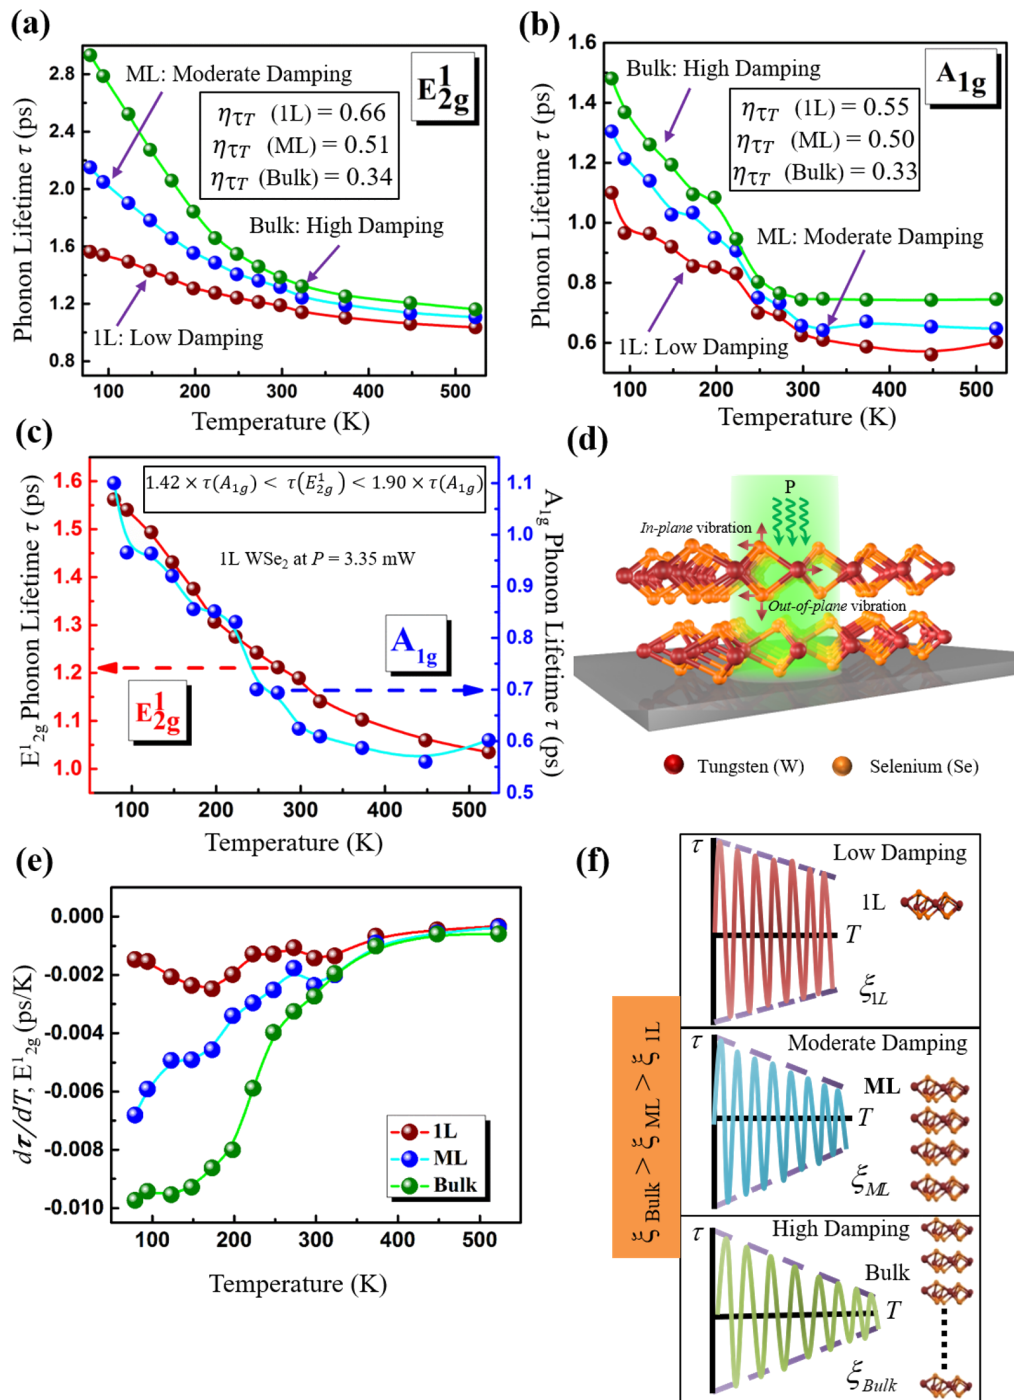 (a)
Phonon Lifetime τ (ps)
2.8
2.4
2.0
1.6
1.2
0.8
100 200 300 400 500
Temperature (K)
ML: Moderate Damping
E¹₂g
η_τT (1L) = 0.66
η_τT (ML) = 0.51
η_τT (Bulk) = 0.34
Bulk: High Damping
1L: Low Damping
(b)
Phonon Lifetime τ (ps)
1.6
1.4
1.2
1.0
0.8
0.6
100 200 300 400 500
Temperature (K)
Bulk: High Damping
A₁g
η_τT (1L) = 0.55
η_τT (ML) = 0.50
η_τT (Bulk) = 0.33
ML: Moderate Damping
1L: Low Damping
(c)
E¹₂g Phonon Lifetime τ (ps)
1.6
1.5
1.4
1.3
1.2
1.1
1.0
100 200 300 400 500
Temperature (K)
1.42 × τ(A₁g) < τ(E¹₂g) < 1.90 × τ(A₁g)
1L WSe₂ at P = 3.35 mW
A₁g
E¹₂g
1.1
1.0
0.9
0.8
0.7
0.6
0.5
A₁g Phonon Lifetime τ (ps)
(d)
P
In-plane vibration
Out-of-plane vibration
Tungsten (W) Selenium (Se)
(e)
dτ/dT, E¹₂g (ps/K)
0.000
-0.002
-0.004
-0.006
-0.008
-0.010
100 200 300 400 500
Temperature (K)
1L
ML
Bulk
(f)
ξ Bulk > ξ ML > ξ 1L
τ
Low Damping
1L
T
ξ₁L
τ
Moderate Damping
ML
T
ξML
τ
High Damping
Bulk
T
ξBulk